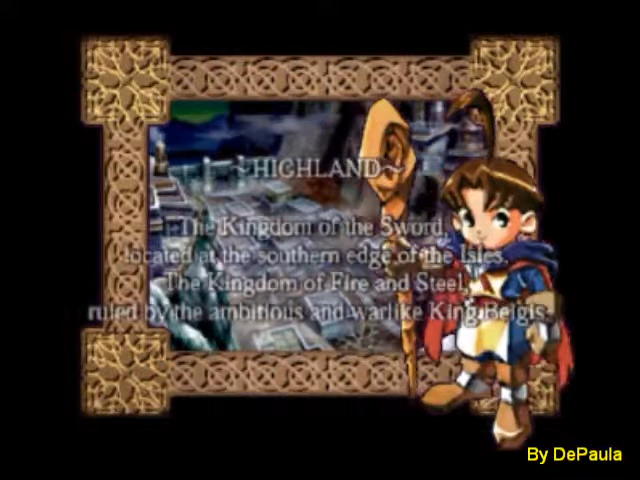 ~HIGHLAND~
The Kingdom of the Sword,
located at the southern edge of the Isles.
The Kingdom of Fire and Steel,
ruled by the ambitious and warlike King Beigis.
By DePaula